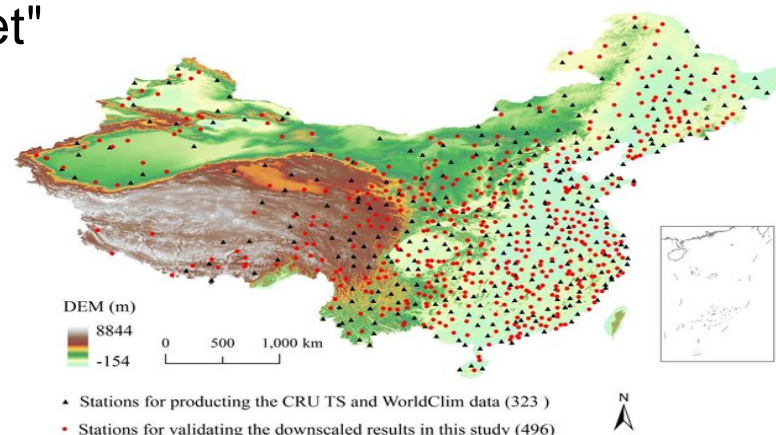 et"
DEM (m)
8844
-154
0 500 1,000 km
Stations for producting the CRU TS and WorldClim data (323 )
Stations for validating the downscaled results in this study (496)
N